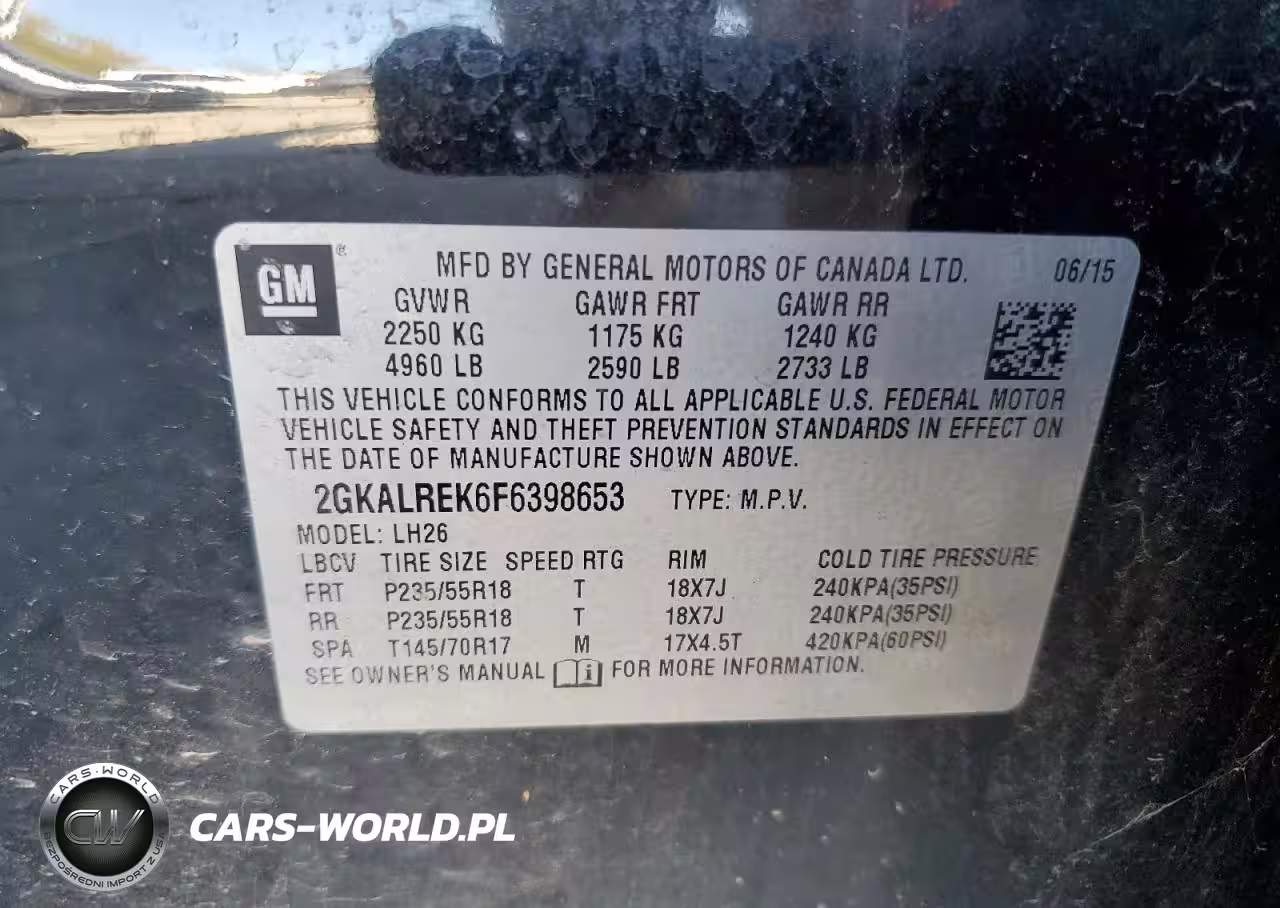 GM ®
MFD BY GENERAL MOTORS OF CANADA LTD. 06/15
GVWR GAWR FRT GAWR RR
2250 KG 1175 KG 1240 KG
4960 LB 2590 LB 2733 LB
THIS VEHICLE CONFORMS TO ALL APPLICABLE U.S. FEDERAL MOTOR
VEHICLE SAFETY AND THEFT PREVENTION STANDARDS IN EFFECT ON
THE DATE OF MANUFACTURE SHOWN ABOVE.
2GKALREK6F6398653 TYPE: M.P.V.
MODEL: LH26
LBCV TIRE SIZE SPEED RTG RIM COLD TIRE PRESSURE
FRT P235/55R18 T 18X7J 240KPA(35PSI)
RR P235/55R18 T 18X7J 240KPA(35PSI)
SPA T145/70R17 M 17X4.5T 420KPA(60PSI)
SEE OWNER'S MANUAL i FOR MORE INFORMATION.
CARS-WORLD
CW
BEZPOŚREDNI IMPORT Z USA
CARS-WORLD.PL